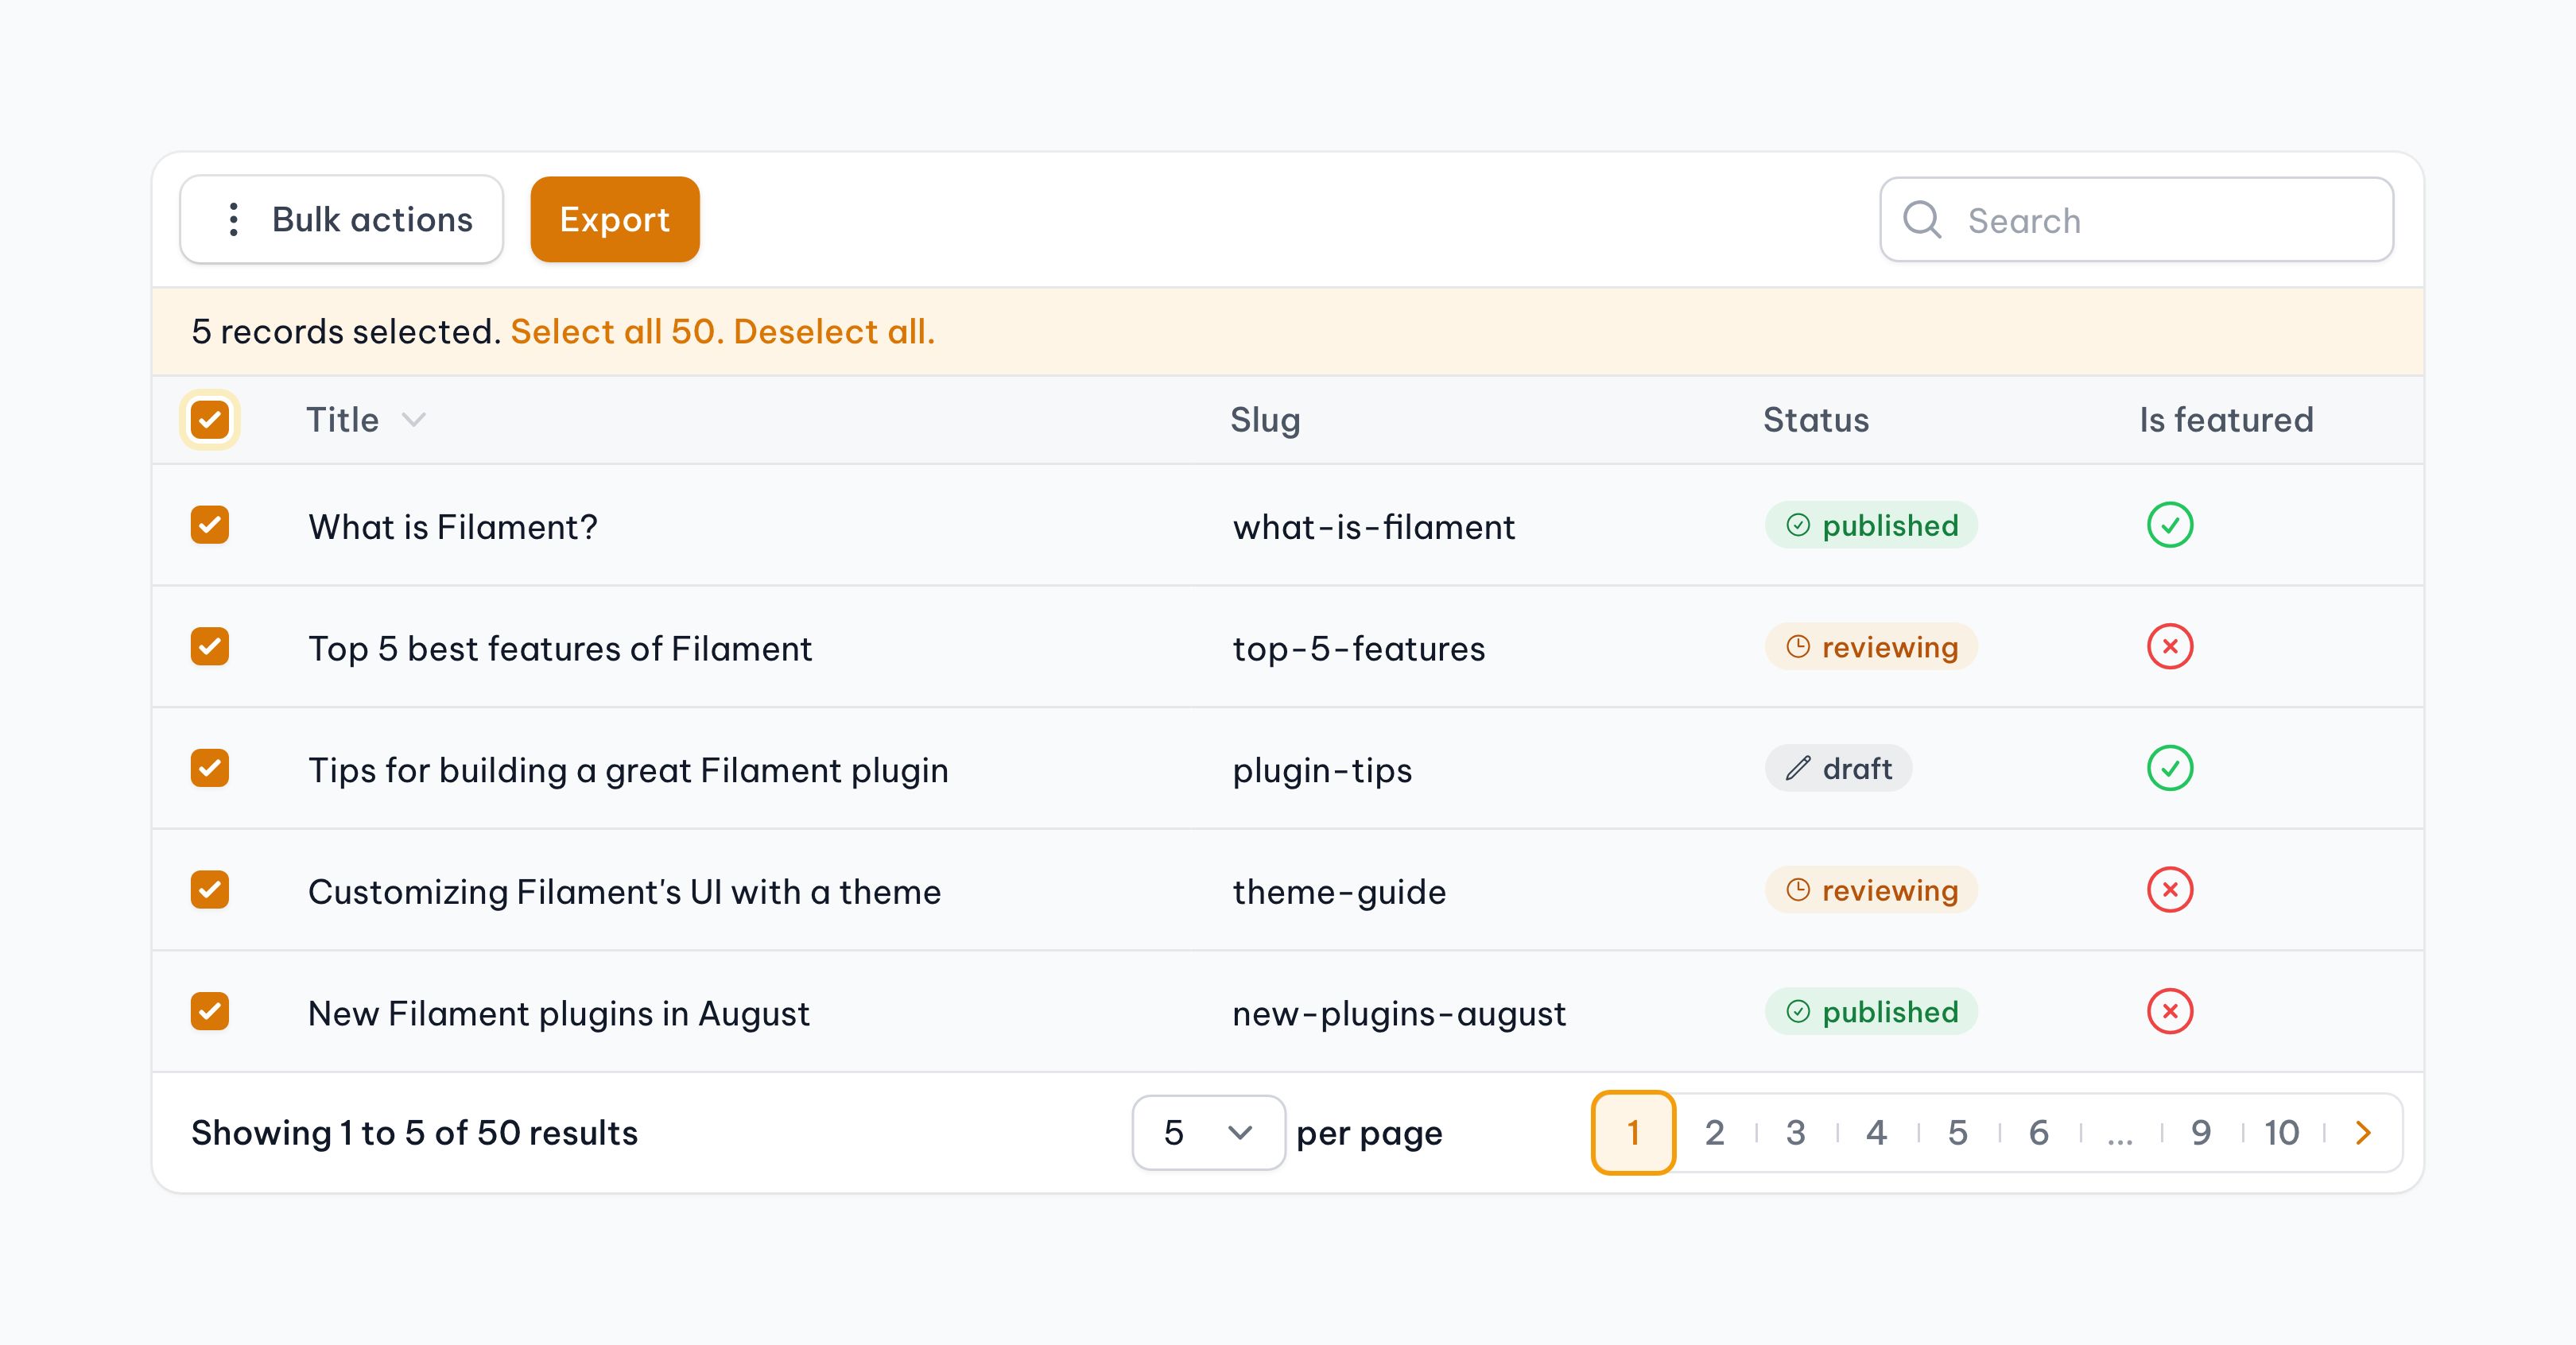 Bulk actions Export Search
5 records selected. Select all 50. Deselect all.
Title Slug Status Is featured
What is Filament? what-is-filament published
Top 5 best features of Filament top-5-features reviewing
Tips for building a great Filament plugin plugin-tips draft
Customizing Filament's UI with a theme theme-guide reviewing
New Filament plugins in August new-plugins-august published
Showing 1 to 5 of 50 results 5 per page 1 2 3 4 5 6 ... 9 10